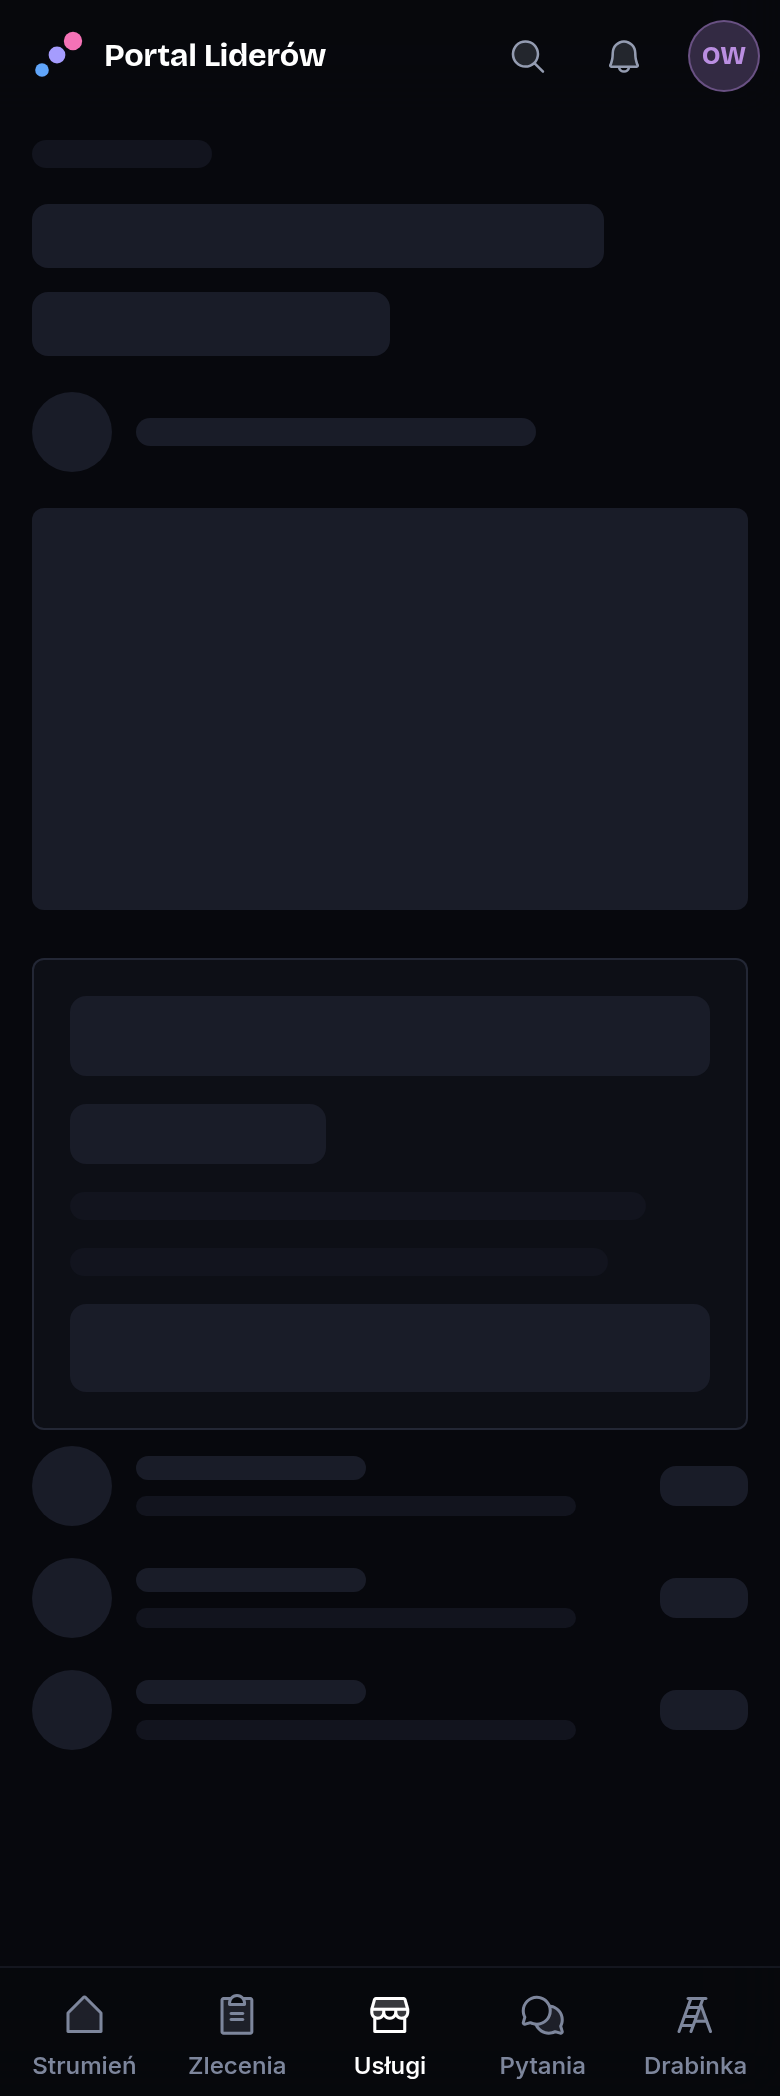 Portal Liderów
OW
Strumień
Zlecenia
Usługi
Pytania
Drabinka